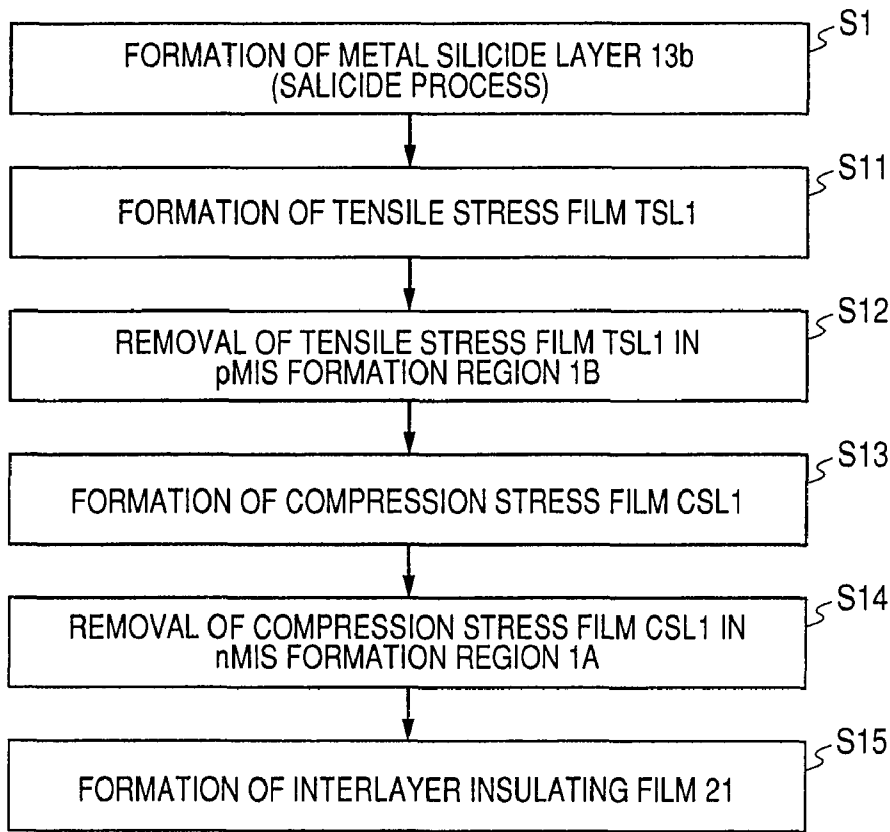 S1
FORMATION OF METAL SILICIDE LAYER 13b
(SALICIDE PROCESS)
S11
FORMATION OF TENSILE STRESS FILM TSL1
S12
REMOVAL OF TENSILE STRESS FILM TSL1 IN
pMIS FORMATION REGION 1B
S13
FORMATION OF COMPRESSION STRESS FILM CSL1
S14
REMOVAL OF COMPRESSION STRESS FILM CSL1 IN
nMIS FORMATION REGION 1A
S15
FORMATION OF INTERLAYER INSULATING FILM 21